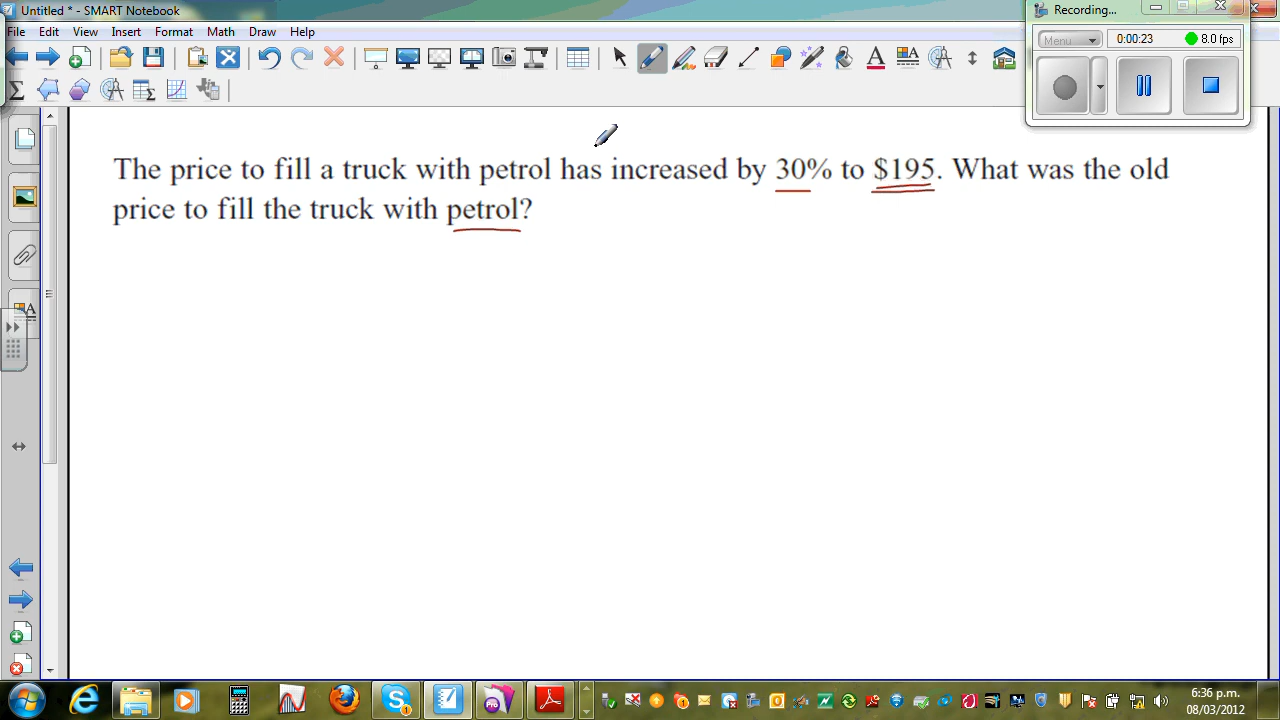 Untitled * - SMART Notebook
Recording...
File Edit View Insert Format Math Draw Help
Menu
0:00:23
8.0 fps
The price to fill a truck with petrol has increased by 30% to $195. What was the old
price to fill the truck with petrol?
6:36 p.m.
08/03/2012